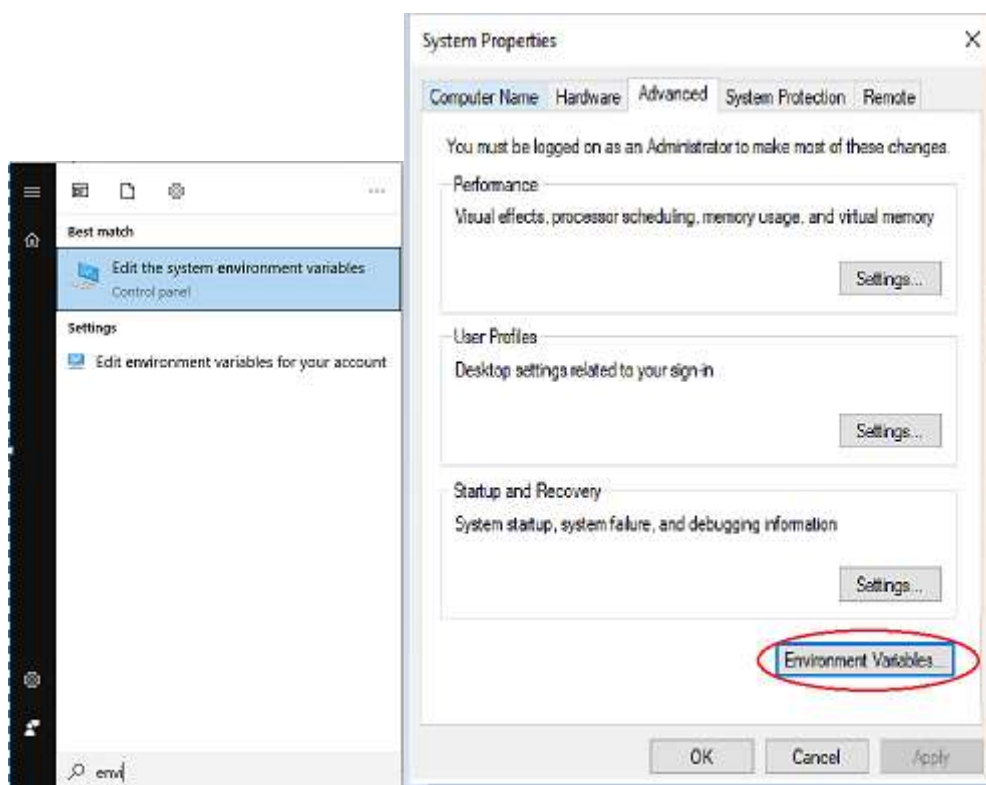 Best match
Edit the system environment variables
Control panel
Settings
Edit environment variables for your account
envi
System Properties
Computer Name Hardware Advanced System Protection Remote
You must be logged on as an Administrator to make most of these changes.
Performance
Visual effects, processor scheduling, memory usage, and virtual memory
Settings...
User Profiles
Desktop settings related to your sign-in
Settings...
Startup and Recovery
System startup, system failure, and debugging information
Settings...
Environment Variables...
OK Cancel Apply